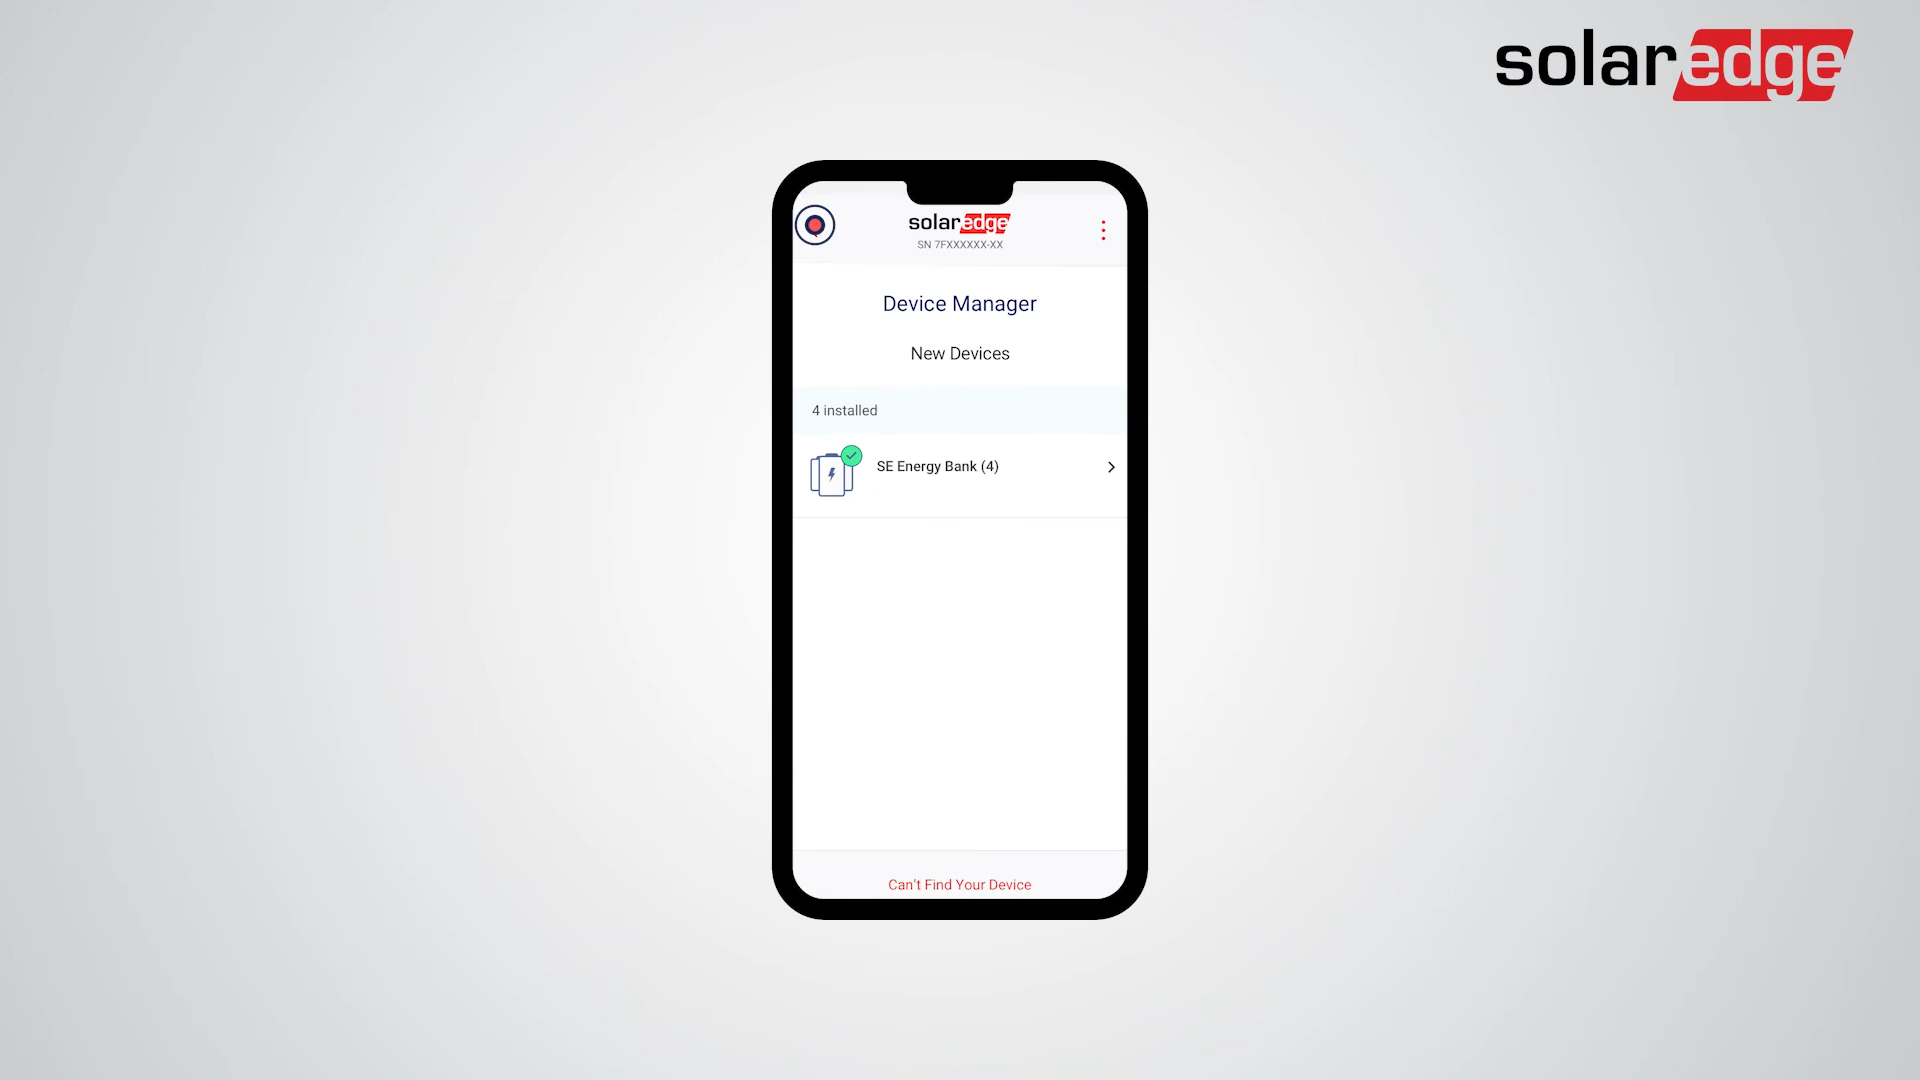 solaredge
solaredge
SN 7FXXXXXX-XX
Device Manager
New Devices
4 installed
SE Energy Bank (4)
Can't Find Your Device